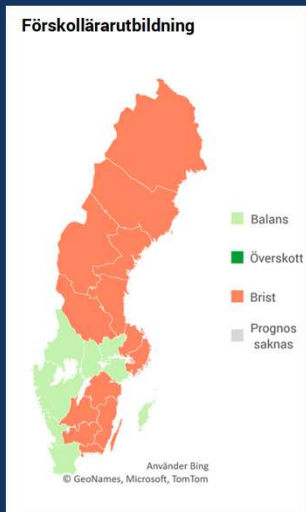 Förskollärarutbildning
Balans
Överskott
Brist
Prognos
saknas
Använder Bing
© GeoNames, Microsoft, TomTom